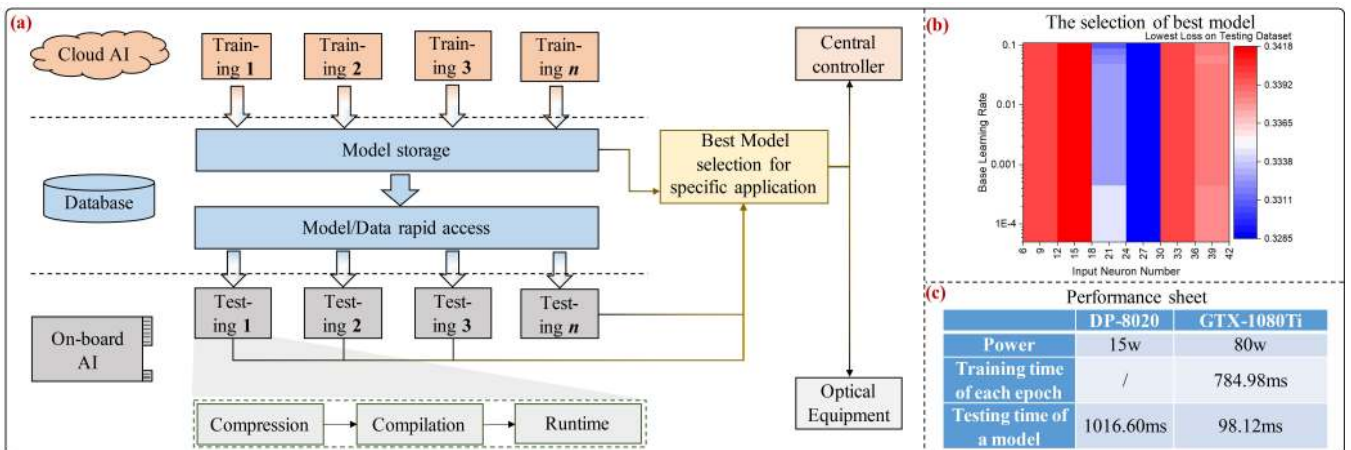 (a)
Cloud AI
Train-
ing 1
Train-
ing 2
Train-
ing 3
Train-
ing n
Model storage
Database
Model/Data rapid access
Test-
ing 1
Test-
ing 2
Test-
ing 3
Test-
ing n
On-board
AI
Compression
Compilation
Runtime
Best Model
selection for
specific application
Central
controller
Optical
Equipment
(b)
The selection of best model
Lowest Loss on Testing Dataset
Base Learning Rate
0.1
0.01
0.001
1E-4
6
9
12
15
18
21
24
27
30
33
36
39
42
Input Neuron Number
0.3418
0.3392
0.3365
0.3338
0.3311
0.3285
(c)
Performance sheet
DP-8020 GTX-1080Ti
Power 15w 80w
Training time
of each epoch / 784.98ms
Testing time of
a model 1016.60ms 98.12ms